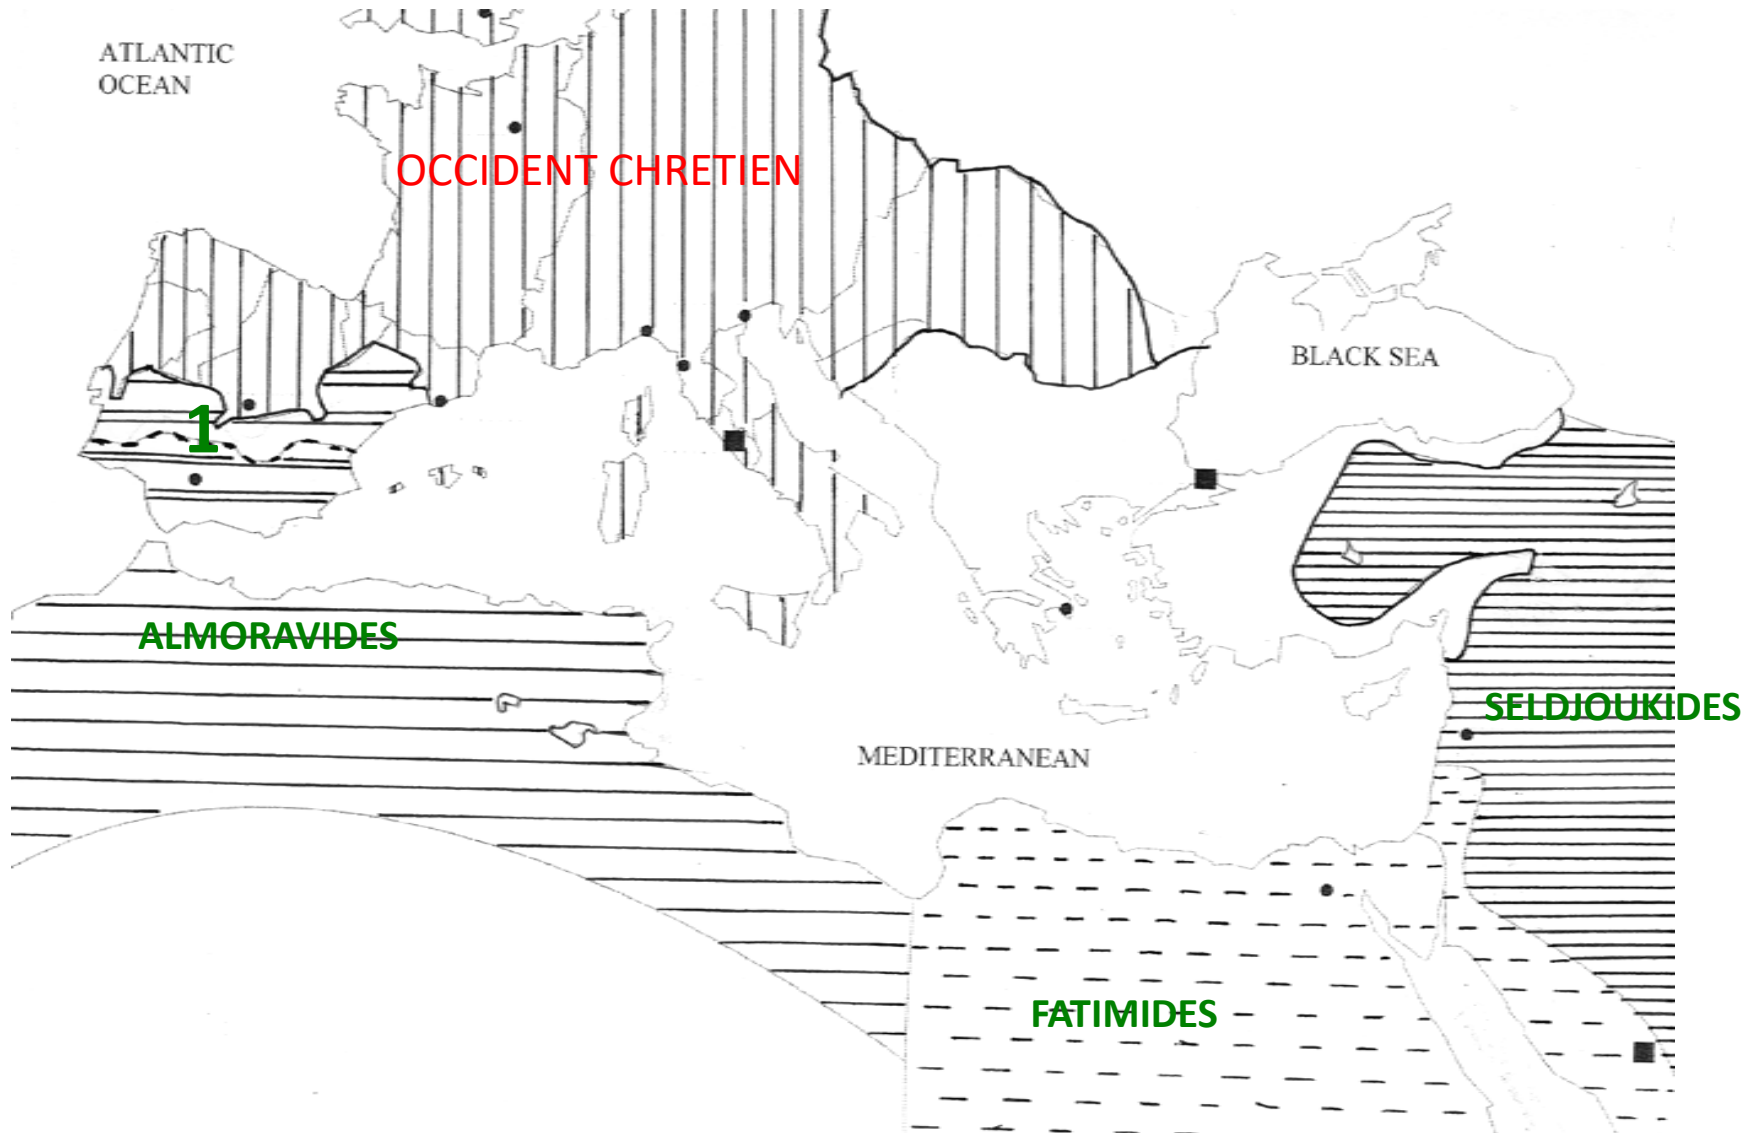 ATLANTIC
OCEAN
OCCIDENT CHRETIEN
BLACK SEA
1
ALMORAVIDES
SELDJOUKIDES
MEDITERRANEAN
FATIMIDES